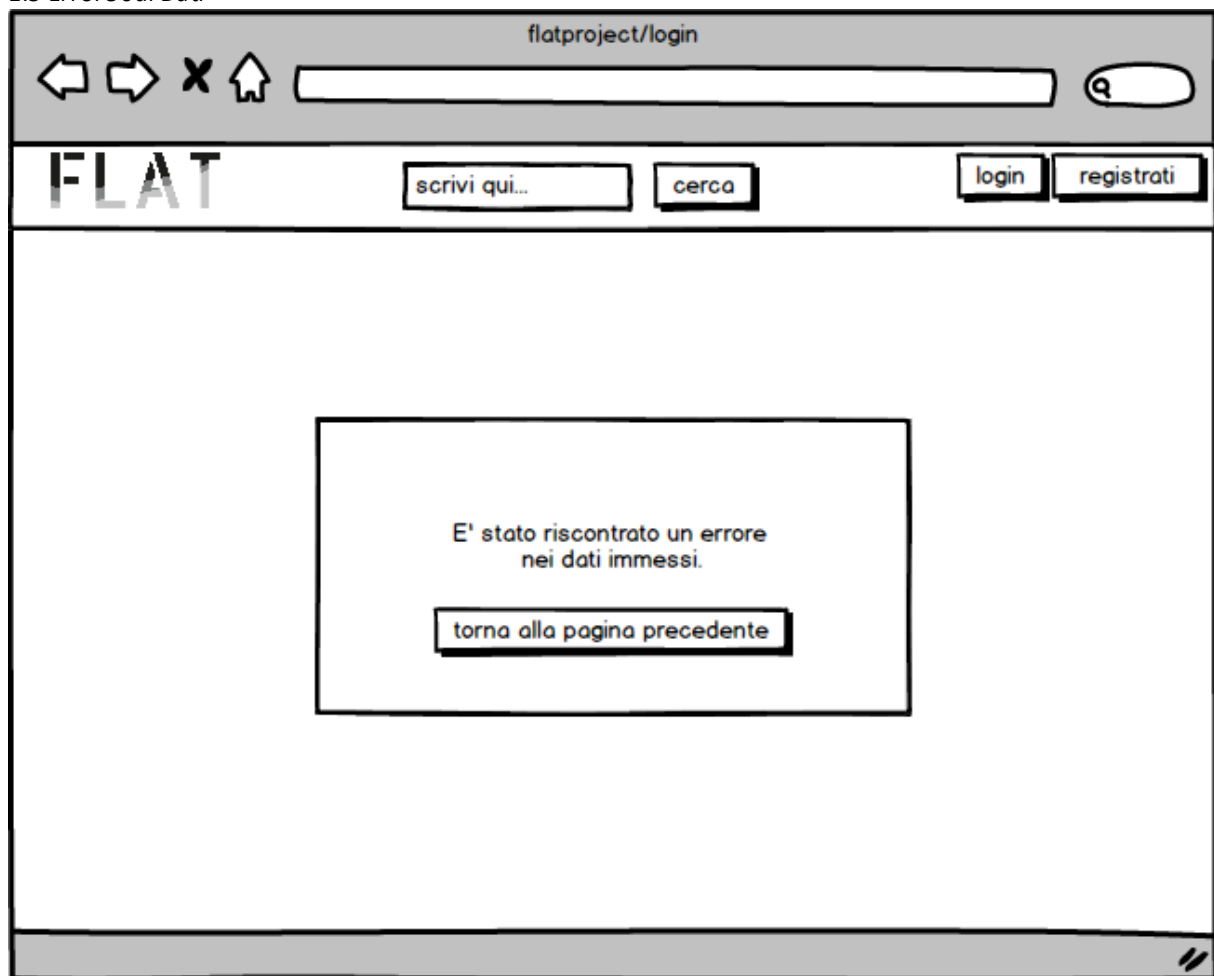 flatproject/login
FLAT
scrivi qui...
cerca
login
registrati
E' stato riscontrato un errore
nei dati immessi.
torna alla pagina precedente